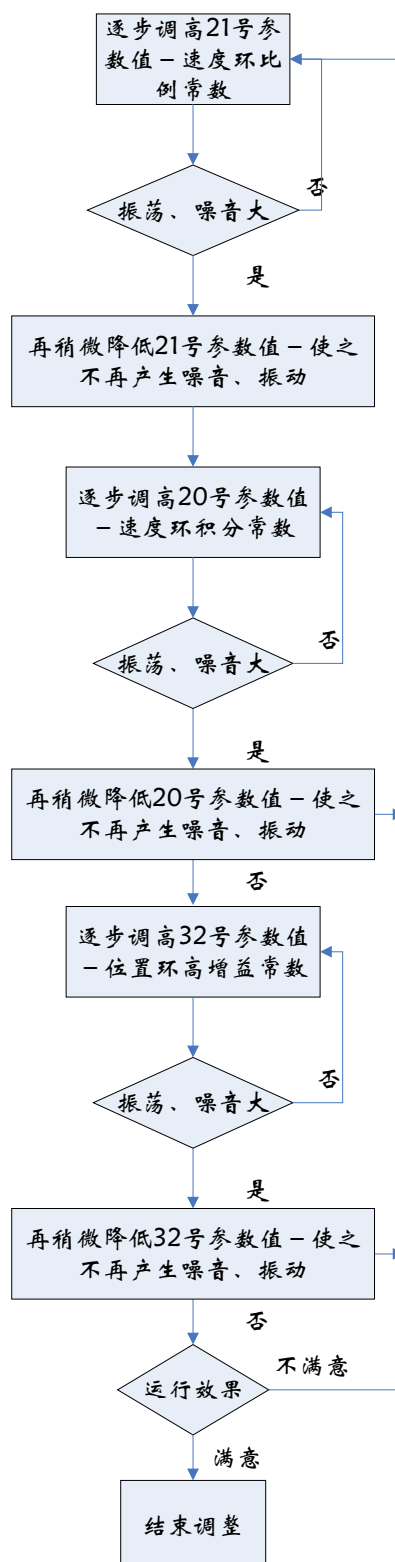 逐步调高21号参
数值－速度环比
例常数
否
振荡、噪音大
是
再稍微降低21号参数值－使之
不再产生噪音、振动
逐步调高20号参数值
－速度环积分常数
否
振荡、噪音大
是
再稍微降低20号参数值－使之
不再产生噪音、振动
否
逐步调高32号参数值
－位置环高增益常数
否
振荡、噪音大
是
再稍微降低32号参数值－使之
不再产生噪音、振动
否
不满意
运行效果
满意
结束调整